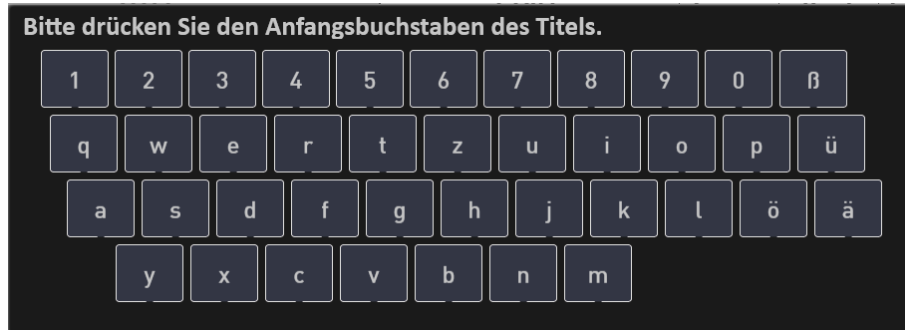 Bitte drücken Sie den Anfangsbuchstaben des Titels.
1 2 3 4 5 6 7 8 9 0 ß
q w e r t z u i o p ü
a s d f g h j k l ö ä
y x c v b n m